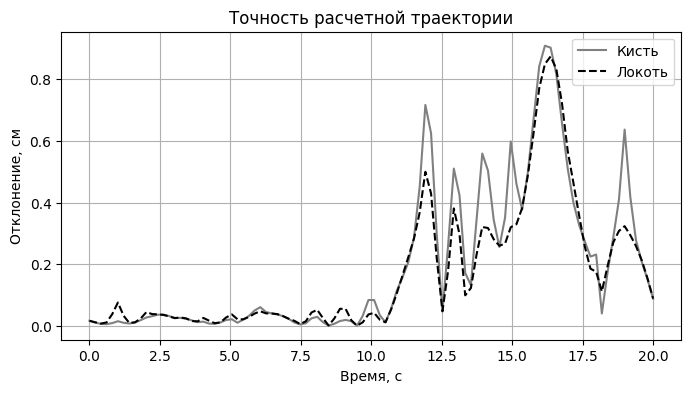 Точность расчетной траектории
Кисть
Локоть
Отклонение, см
0.8
0.6
0.4
0.2
0.0
0.0 2.5 5.0 7.5 10.0 12.5 15.0 17.5 20.0
Время, с